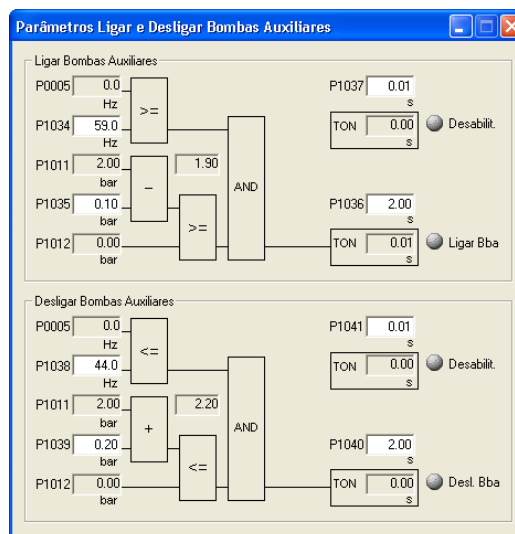 Parâmetros Ligar e Desligar Bombas Auxiliares
Ligar Bombas Auxiliares
P0005 0.0 Hz
>=
P1034 59.0 Hz
P1011 2.00 bar
−
1.90
P1035 0.10 bar
>=
P1012 0.00 bar
AND
P1037 0.01 s
TON 0.00 s
Desabilit.
P1036 2.00 s
TON 0.01 s
Ligar Bba
Desligar Bombas Auxiliares
P0005 0.0 Hz
<=
P1038 44.0 Hz
P1011 2.00 bar
+
2.20
P1039 0.20 bar
<=
P1012 0.00 bar
AND
P1041 0.01 s
TON 0.00 s
Desabilit.
P1040 2.00 s
TON 0.00 s
Desl. Bba